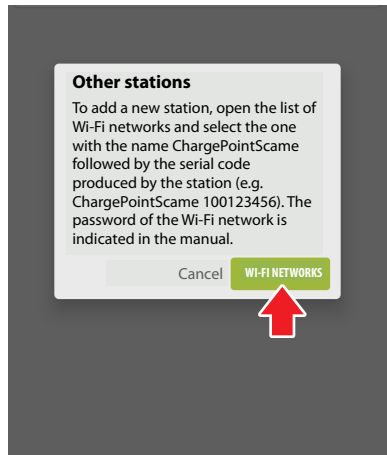 Other stations
To add a new station, open the list of
Wi-Fi networks and select the one
with the name ChargePointScame
followed by the serial code
produced by the station (e.g.
ChargePointScame 100123456). The
password of the Wi-Fi network is
indicated in the manual.
Cancel WI-FI NETWORKS